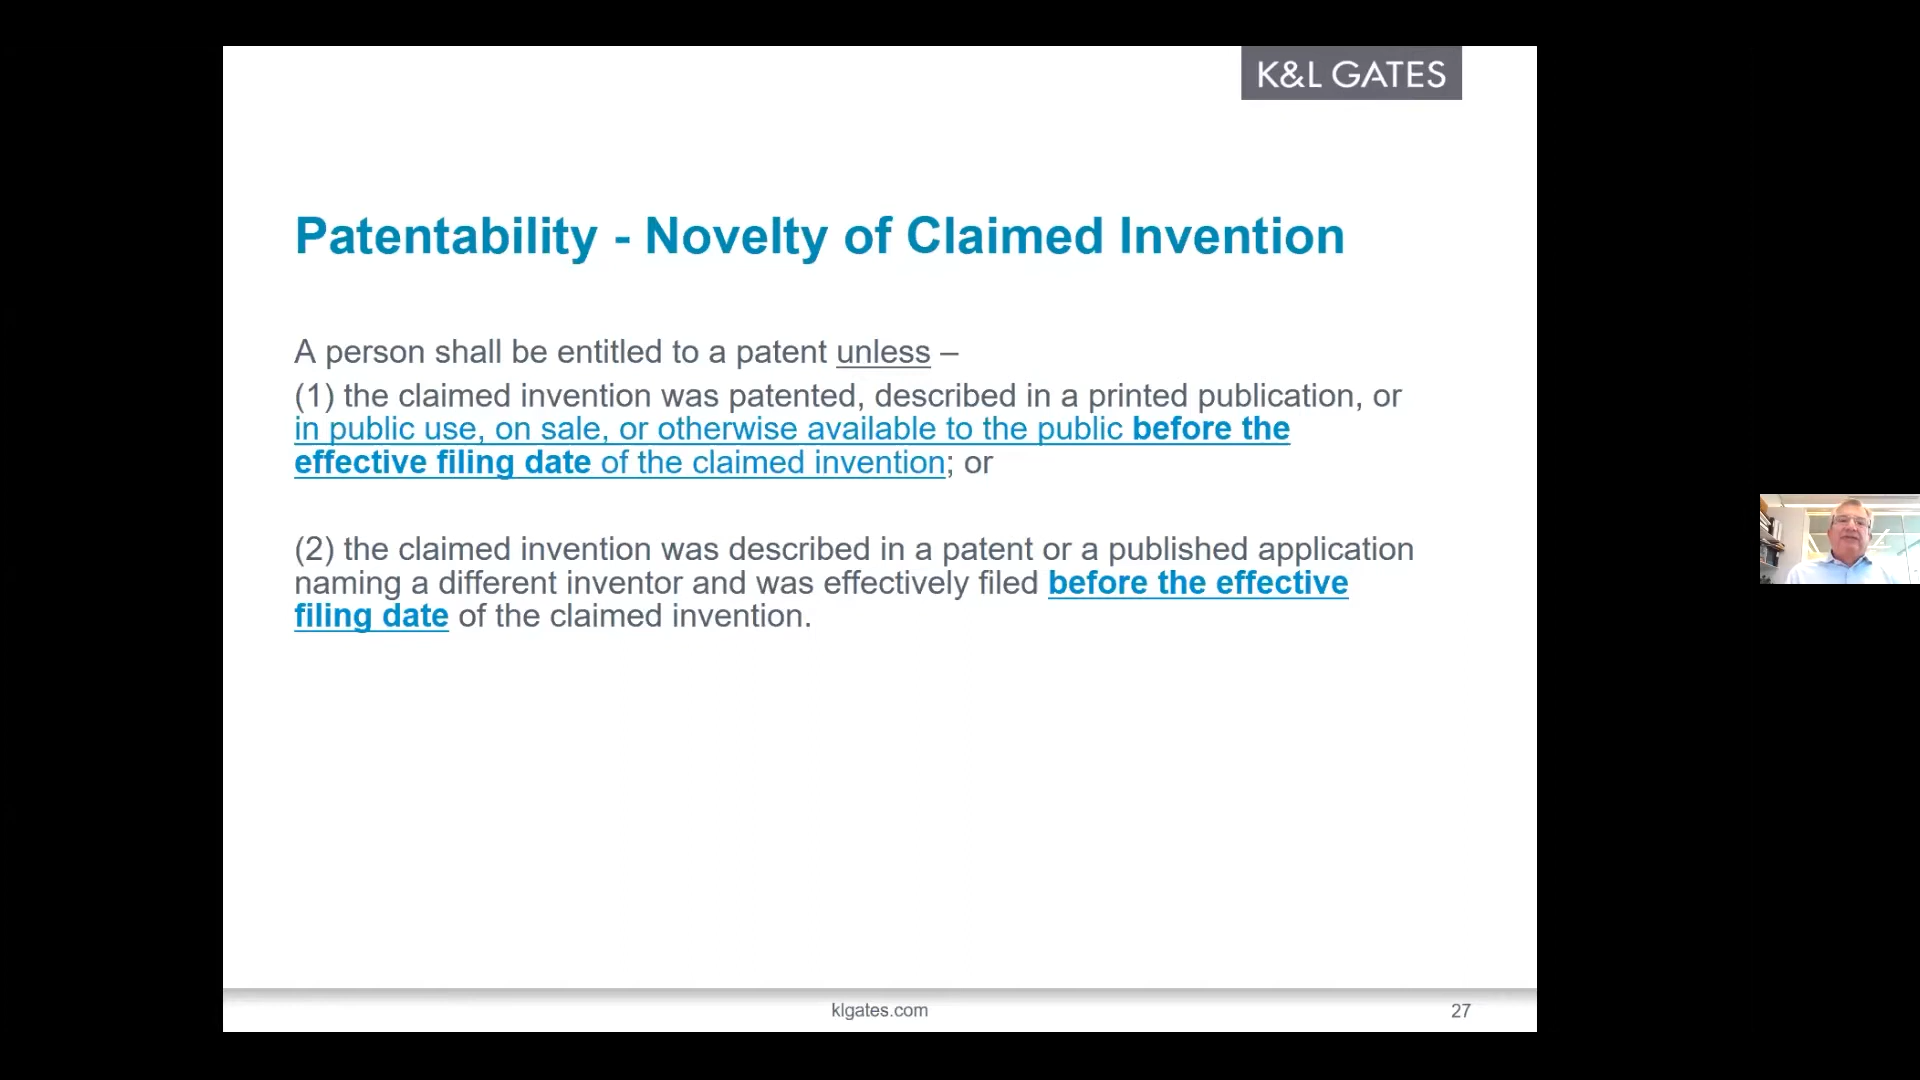 K&L GATES
Patentability - Novelty of Claimed Invention
A person shall be entitled to a patent unless –
(1) the claimed invention was patented, described in a printed publication, or
in public use, on sale, or otherwise available to the public before the
effective filing date of the claimed invention; or
(2) the claimed invention was described in a patent or a published application
naming a different inventor and was effectively filed before the effective
filing date of the claimed invention.
klgates.com
27